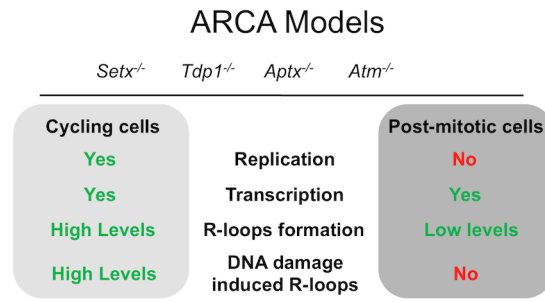 ARCA Models
Setx-/- Tdp1-/- Aptx-/- Atm-/-
Cycling cells Post-mitotic cells
Yes Replication No
Yes Transcription Yes
High Levels R-loops formation Low levels
High Levels DNA damage induced R-loops No